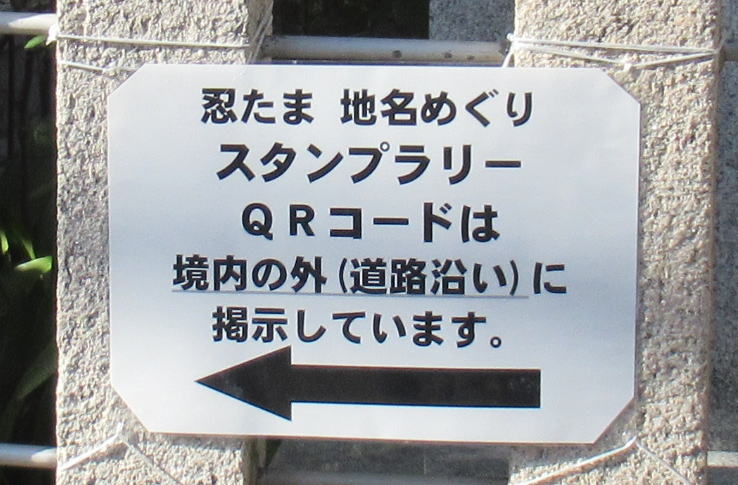 忍たま 地名めぐり
スタンプラリー
ＱＲコードは
境内の外(道路沿い)に
掲示しています。